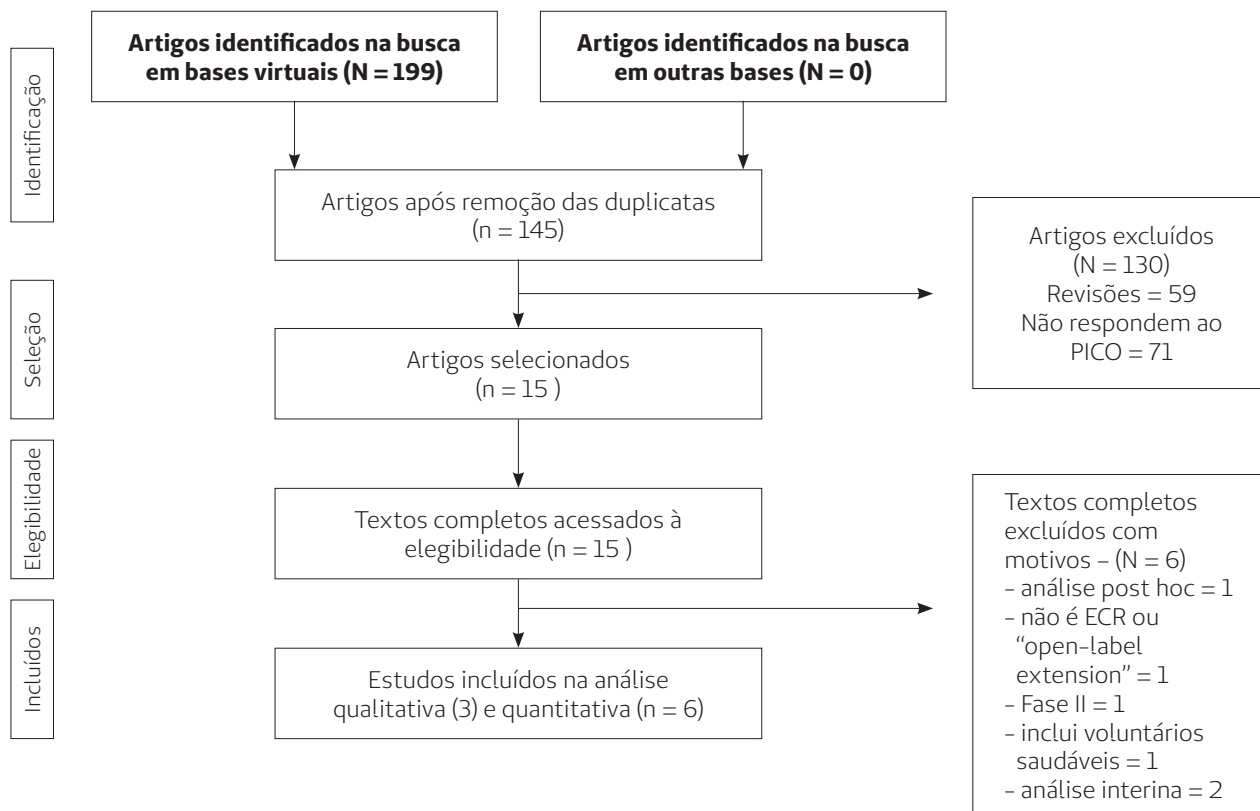 Identificação
Artigos identificados na busca
em bases virtuais (N = 199)
Artigos identificados na busca
em outras bases (N = 0)
Artigos após remoção das duplicatas
(n = 145)
Seleção
Artigos excluídos
(N = 130)
Revisões = 59
Não respondem ao
PICO = 71
Artigos selecionados
(n = 15 )
Elegibilidade
Textos completos acessados à
elegibilidade (n = 15 )
Textos completos
excluídos com
motivos – (N = 6)
- análise post hoc = 1
- não é ECR ou
"open-label
extension" = 1
- Fase II = 1
- inclui voluntários
saudáveis = 1
- análise interina = 2
Incluídos
Estudos incluídos na análise
qualitativa (3) e quantitativa (n = 6)